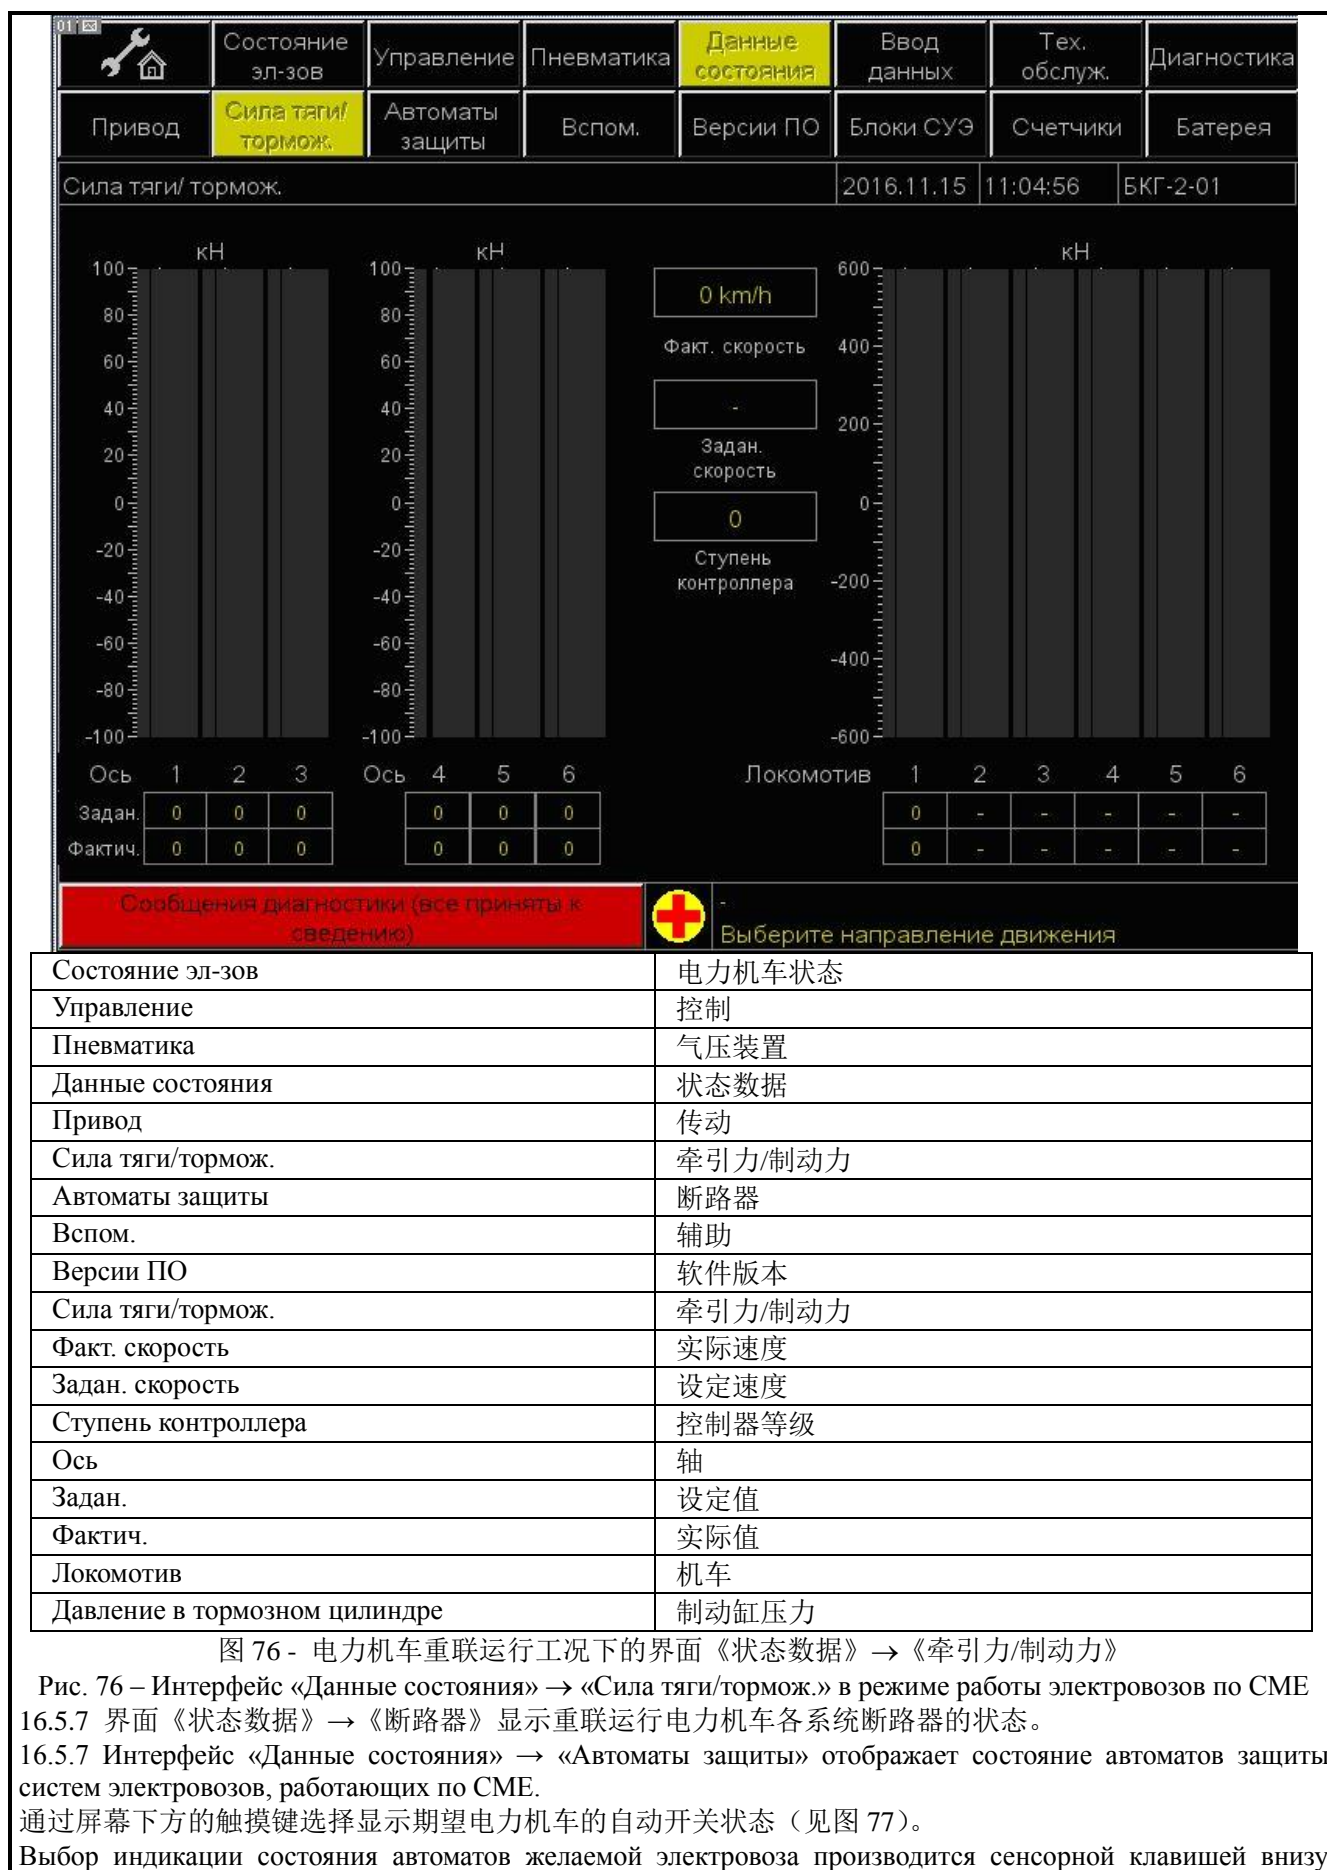 01
Состояние эл-зов
Управление
Пневматика
Данные состояния
Ввод данных
Тех. обслуж.
Диагностика
Привод
Сила тяги/ тормож.
Автоматы защиты
Вспом.
Версии ПО
Блоки СУЭ
Счетчики
Батерея
Сила тяги/ тормож. 2016.11.15 11:04:56 БКГ-2-01
кН кН кН
100 80 60 40 20 0 -20 -40 -60 -80 -100
100 80 60 40 20 0 -20 -40 -60 -80 -100
0 km/h
Факт. скорость
-
Задан.
скорость
0
Ступень
контроллера
600 400 200 0 -200 -400 -600
Ось 1 2 3 Ось 4 5 6 Локомотив 1 2 3 4 5 6
Задан. 0 0 0 0 0 0 0 - - - - -
Фактич. 0 0 0 0 0 0 0 - - - - -
Сообщения диагностики (все приняты к
сведению)
-
Выберите направление движения
Состояние эл-зов 电力机车状态
Управление 控制
Пневматика 气压装置
Данные состояния 状态数据
Привод 传动
Сила тяги/тормож. 牵引力/制动力
Автоматы защиты 断路器
Вспом. 辅助
Версии ПО 软件版本
Сила тяги/тормож. 牵引力/制动力
Факт. скорость 实际速度
Задан. скорость 设定速度
Ступень контроллера 控制器等级
Ось 轴
Задан. 设定值
Фактич. 实际值
Локомотив 机车
Давление в тормозном цилиндре 制动缸压力
图 76 - 电力机车重联运行工况下的界面《状态数据》→《牵引力/制动力》
Рис. 76 – Интерфейс «Данные состояния» → «Сила тяги/тормож.» в режиме работы электровозов по СМЕ
16.5.7 界面《状态数据》→《断路器》显示重联运行电力机车各系统断路器的状态。
16.5.7 Интерфейс «Данные состояния» → «Автоматы защиты» отображает состояние автоматов защиты
систем электровозов, работающих по СМЕ.
通过屏幕下方的触摸键选择显示期望电力机车的自动开关状态（见图 77）。
Выбор индикации состояния автоматов желаемой электровоза производится сенсорной клавишей внизу